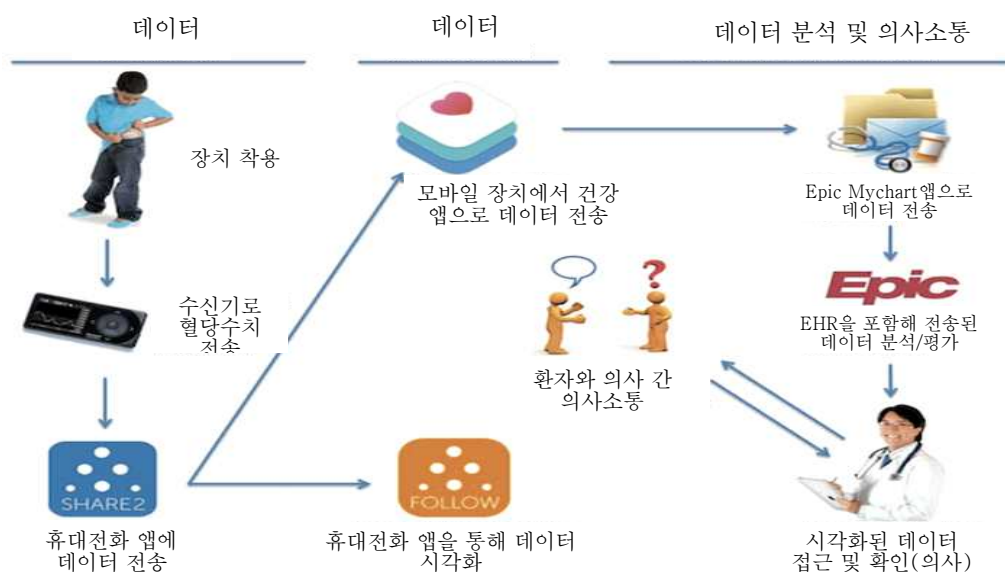 데이터
데이터
데이터 분석 및 의사소통
장치 착용
수신기로
혈당수치
전송
SHARE2
휴대전화 앱에
데이터 전송
모바일 장치에서 건강
앱으로 데이터 전송
환자와 의사 간
의사소통
FOLLOW
휴대전화 앱을 통해 데이터
시각화
Epic Mychart앱으로
데이터 전송
Epic
EHR을 포함해 전송된
데이터 분석/평가
시각화된 데이터
접근 및 확인(의사)